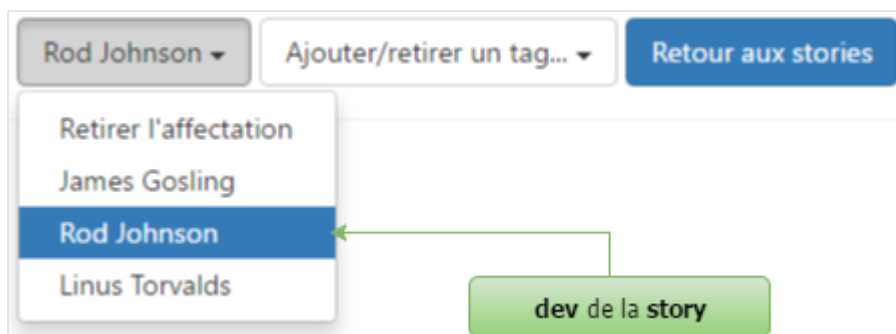 Rod Johnson
Ajouter/retirer un tag...
Retour aux stories
Retirer l'affectation
James Gosling
Rod Johnson
Linus Torvalds
dev de la story